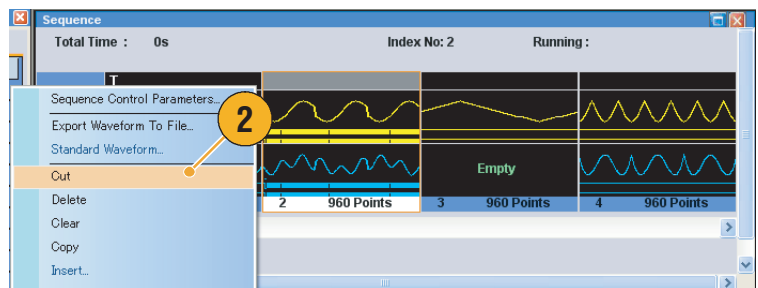 Sequence
Total Time : 0s Index No: 2 Running :
T
Sequence Control Parameters...
Export Waveform To File...
2
Standard Waveform...
Cut
Delete
Clear
Copy
Insert...
Empty
2 960 Points 3 960 Points 4 960 Points